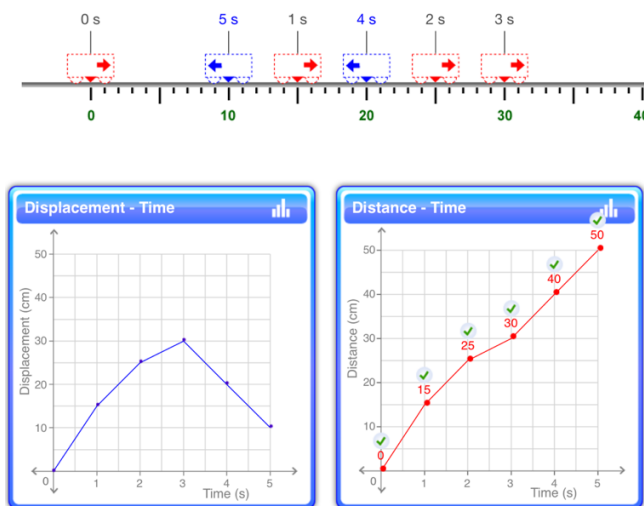 0 s 5 s 1 s 4 s 2 s 3 s
0 10 20 30 40
Displacement - Time
50
40
30
20
10
0 1 2 3 4 5
Displacement (cm)
Time (s)
Distance - Time
50
40
30
20
10
0 1 2 3 4 5
Distance (cm)
Time (s)
0
15
25
30
40
50